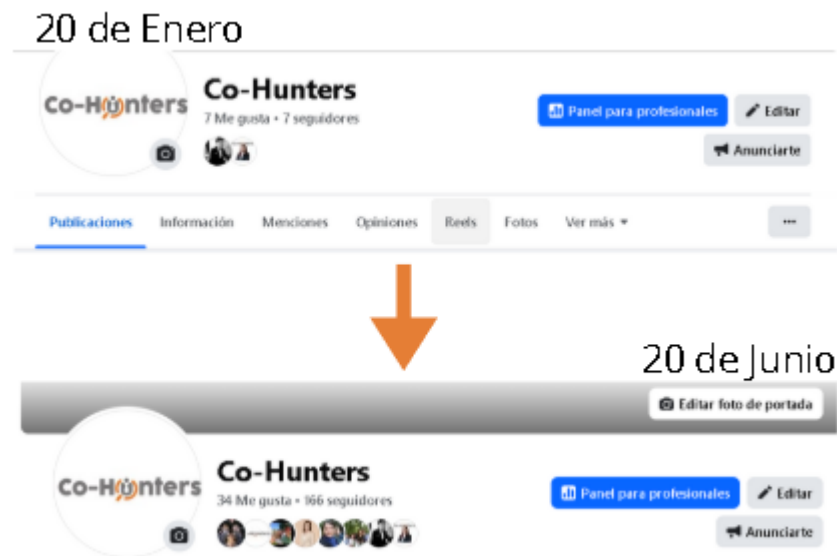 20 de Enero
Co-Hunters
Co-Hunters
7 Me gusta • 7 seguidores
Panel para profesionales
Editar
Anunciarte
Publicaciones Información Menciones Opiniones Reels Fotos Ver más
20 de Junio
Editar foto de portada
Co-Hunters
Co-Hunters
34 Me gusta • 166 seguidores
Panel para profesionales
Editar
Anunciarte